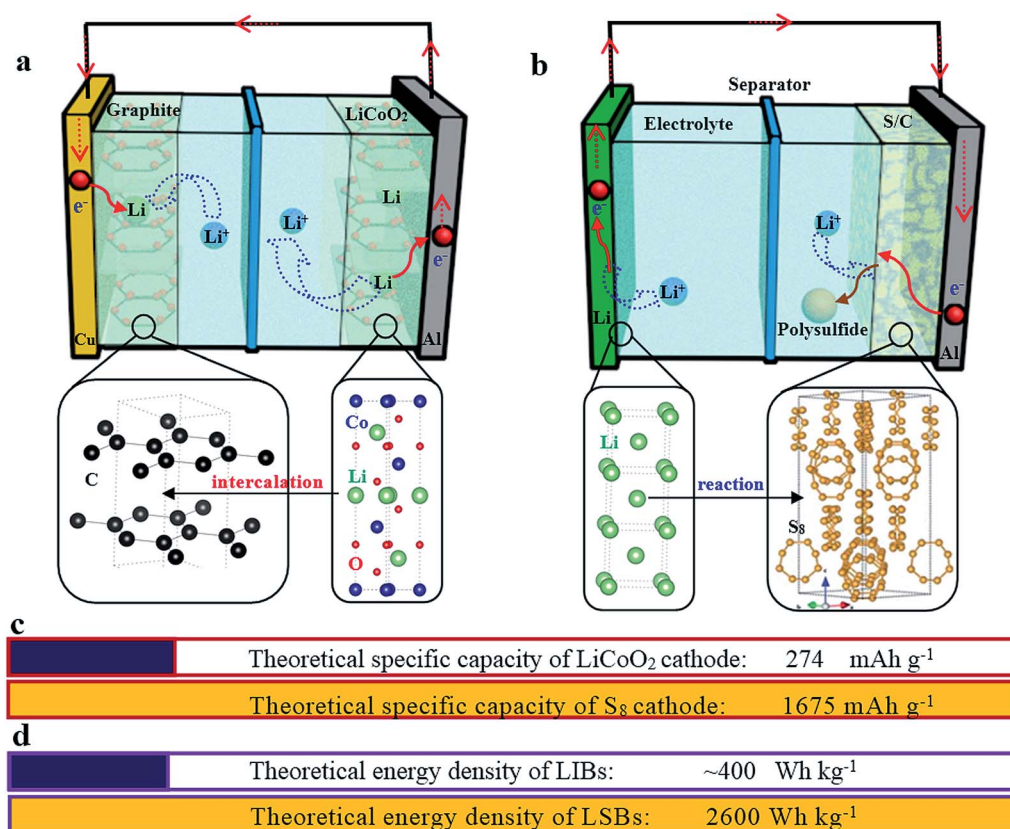 a
Graphite
LiCoO₂
Li
e⁻
Li
Li⁺
Li⁺
Li
e⁻
Cu
Al
b
Separator
Electrolyte
S/C
e⁻
Li⁺
Li⁺
e⁻
Polysulfide
Li
Al
C
intercalation
Co
Li
O
Li
reaction
S₈
c
Theoretical specific capacity of LiCoO₂ cathode: 274 mAh g⁻¹
Theoretical specific capacity of S₈ cathode: 1675 mAh g⁻¹
d
Theoretical energy density of LIBs: ~400 Wh kg⁻¹
Theoretical energy density of LSBs: 2600 Wh kg⁻¹